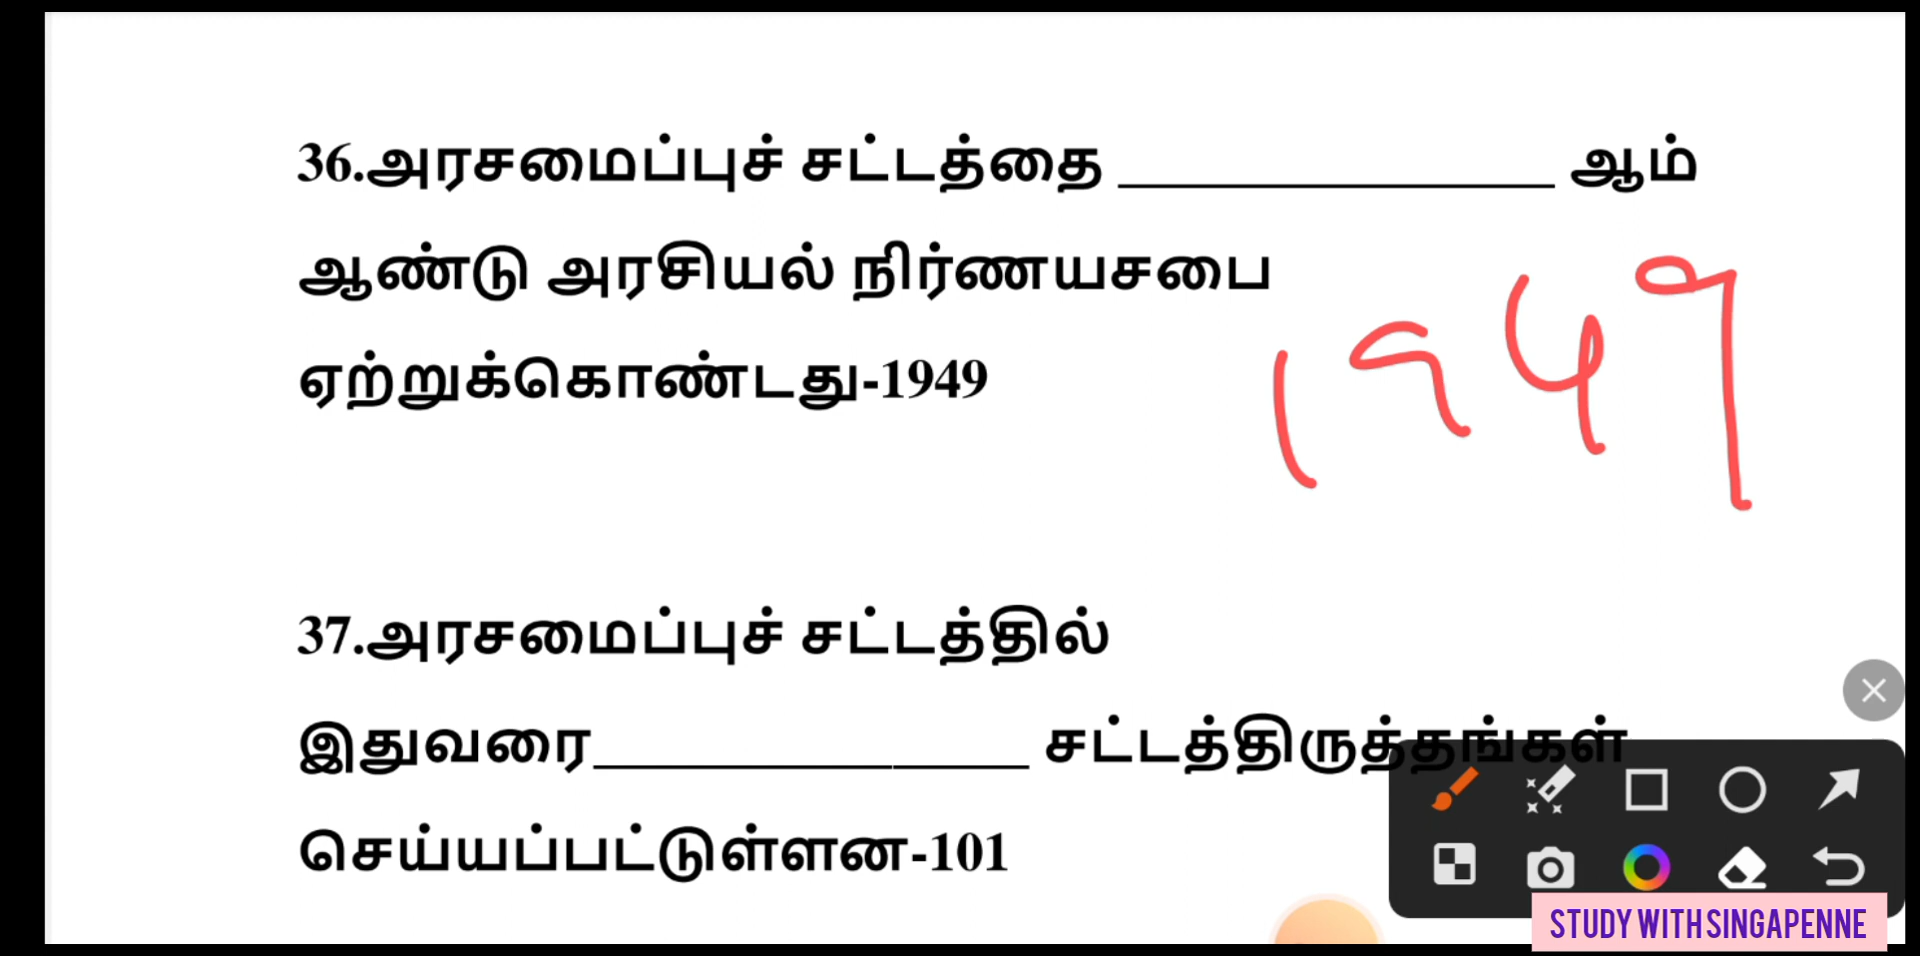 36.அரசமைப்புச் சட்டத்தை ________________ ஆம்
ஆண்டு அரசியல் நிர்ணயசபை
ஏற்றுக்கொண்டது-1949
1949
37.அரசமைப்புச் சட்டத்தில்
இதுவரை________________ சட்டத்திருத்தங்கள்
செய்யப்பட்டுள்ளன-101
STUDY WITH SINGAPENNE